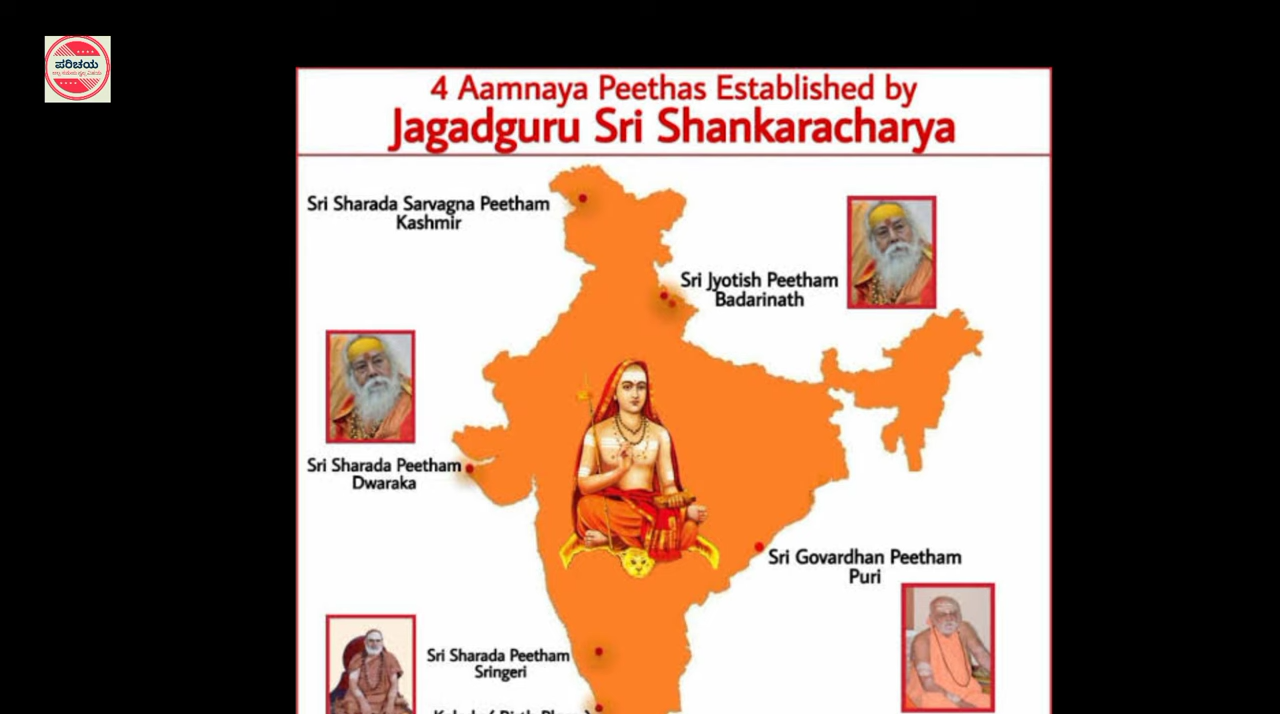 ಪರಿಚಯ
4 Aamnaya Peethas Established by
Jagadguru Sri Shankaracharya
Sri Sharada Sarvagna Peetham
Kashmir
Sri Jyotish Peetham
Badarinath
Sri Sharada Peetham
Dwaraka
Sri Govardhan Peetham
Puri
Sri Sharada Peetham
Sringeri